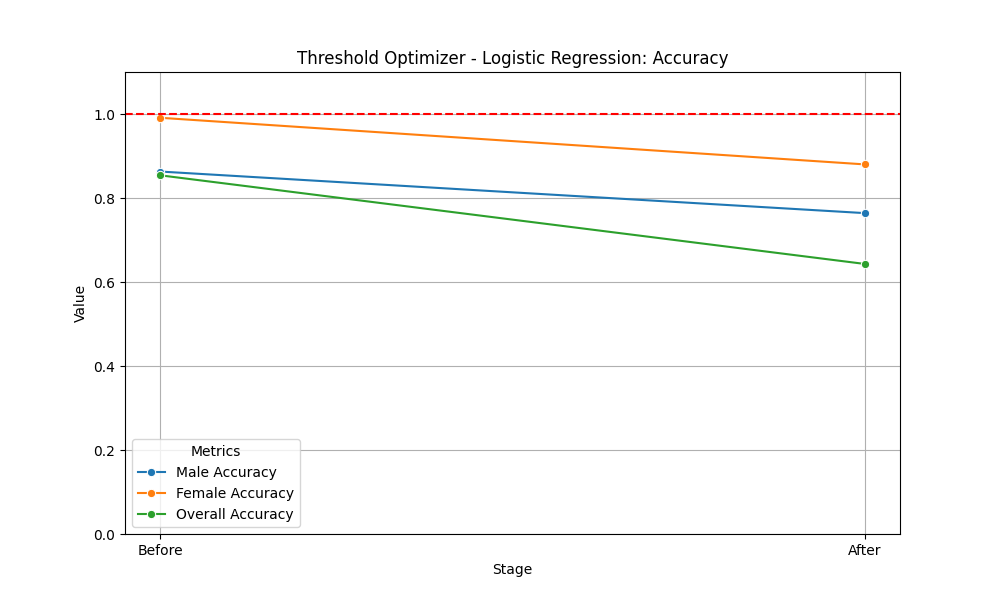 Threshold Optimizer - Logistic Regression: Accuracy
Value
1.0
0.8
0.6
0.4
0.2
0.0
Metrics
Male Accuracy
Female Accuracy
Overall Accuracy
Before
After
Stage